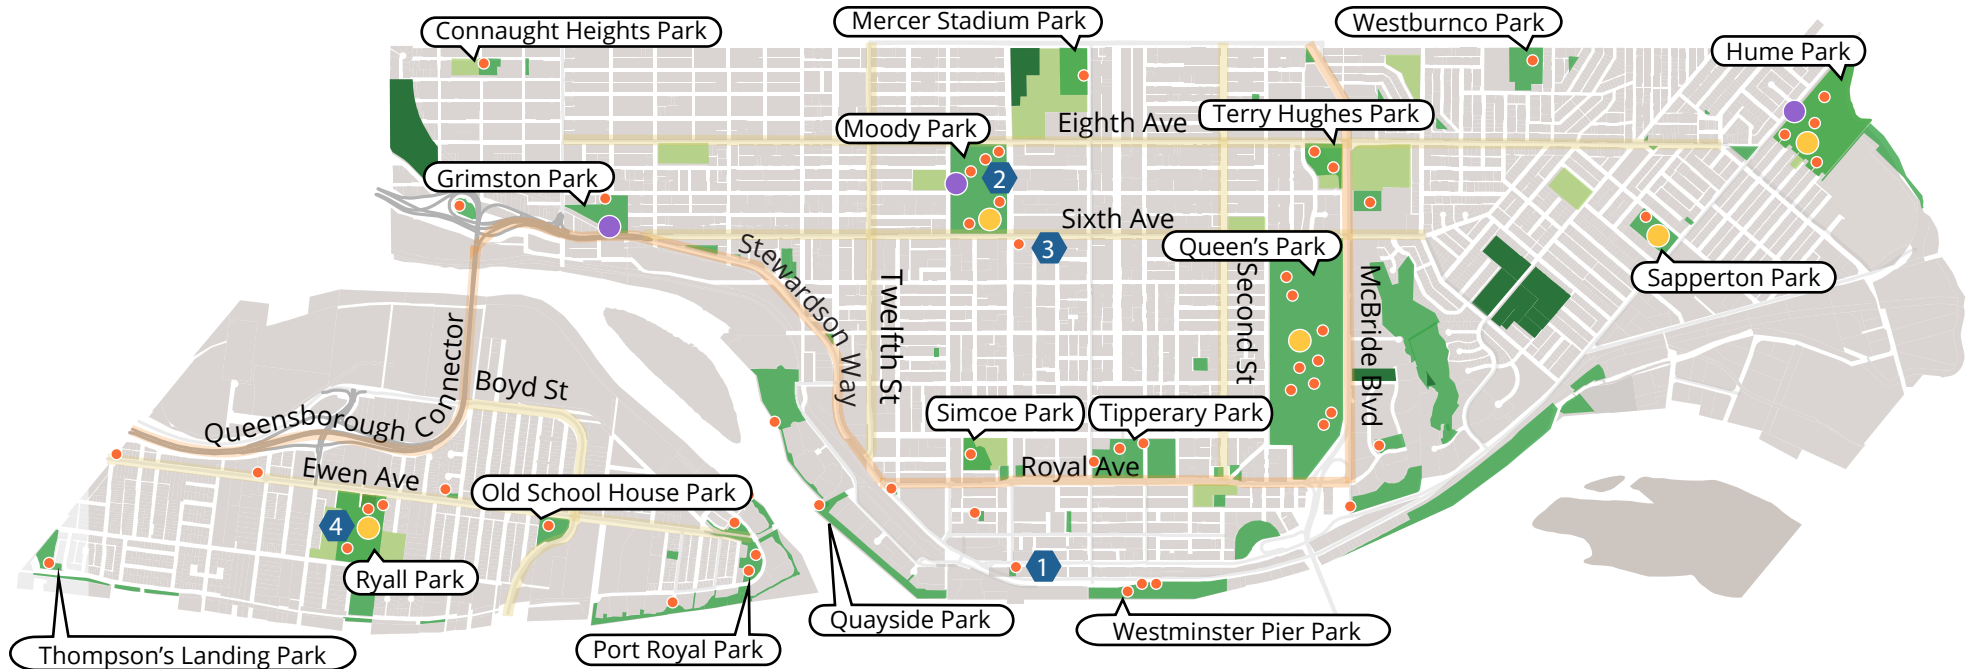 Connaught Heights Park
Mercer Stadium Park
Westburnco Park
Hume Park
Moody Park
Eighth Ave
Terry Hughes Park
Grimston Park
2
Sixth Ave
3
Queen's Park
Sapperton Park
Stewardson Way
Twelfth St
Second St
McBride Blvd
Queensborough Connector
Boyd St
Simcoe Park
Tipperary Park
Royal Ave
Ewen Ave
Old School House Park
4
Ryall Park
1
Quayside Park
Westminster Pier Park
Thompson's Landing Park
Port Royal Park